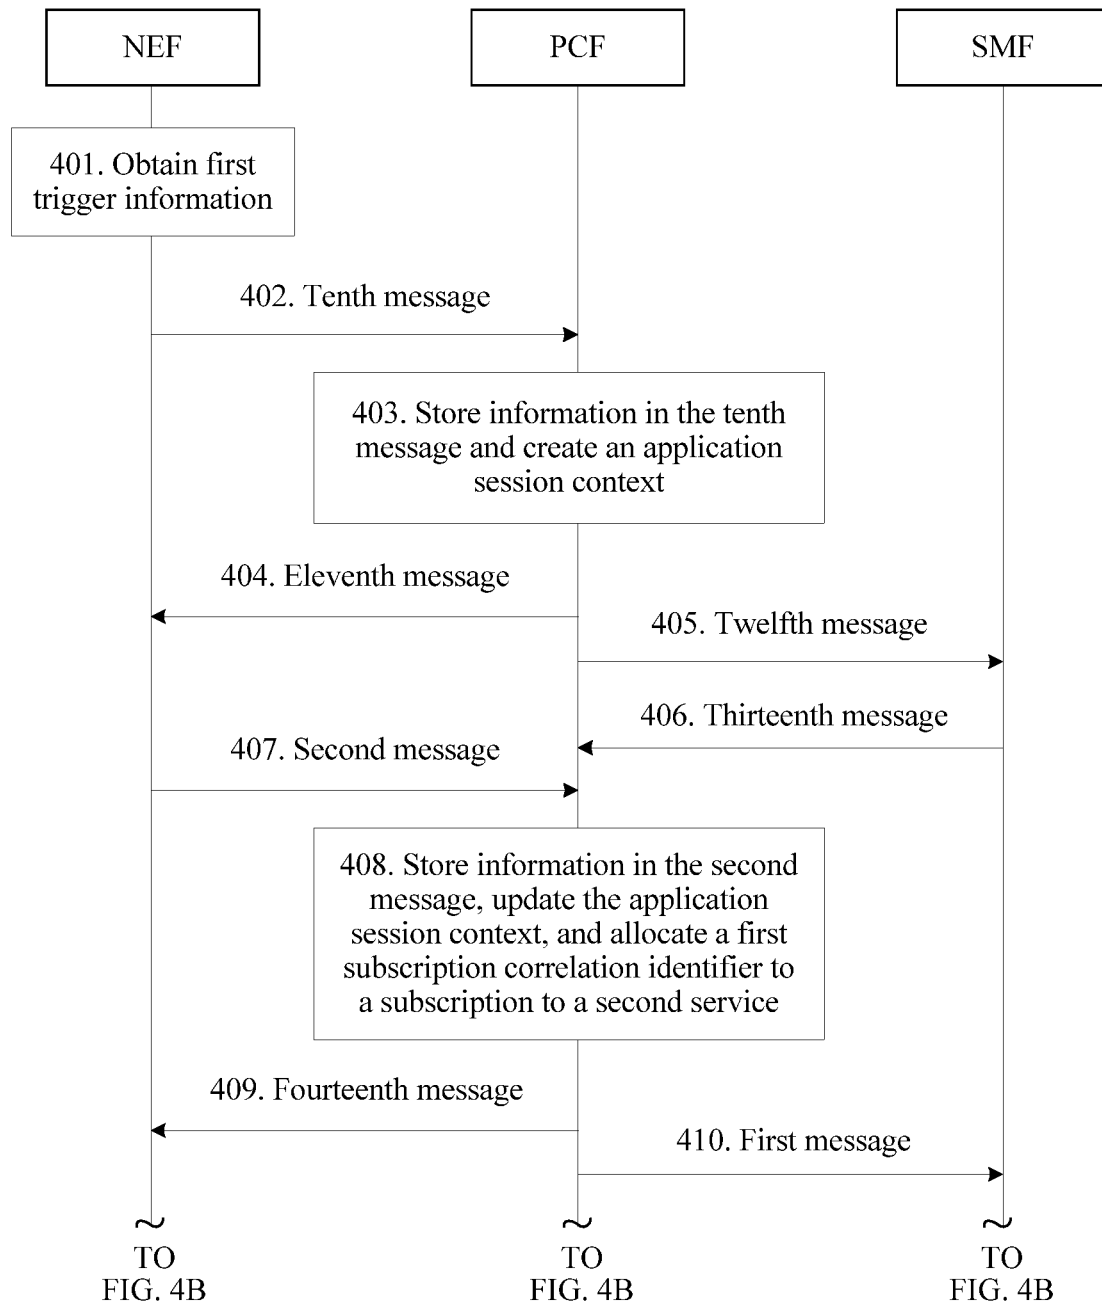 NEF
PCF
SMF
401. Obtain first
trigger information
402. Tenth message
403. Store information in the tenth
message and create an application
session context
404. Eleventh message
405. Twelfth message
406. Thirteenth message
407. Second message
408. Store information in the second
message, update the application
session context, and allocate a first
subscription correlation identifier to
a subscription to a second service
409. Fourteenth message
410. First message
TO
FIG. 4B
TO
FIG. 4B
TO
FIG. 4B